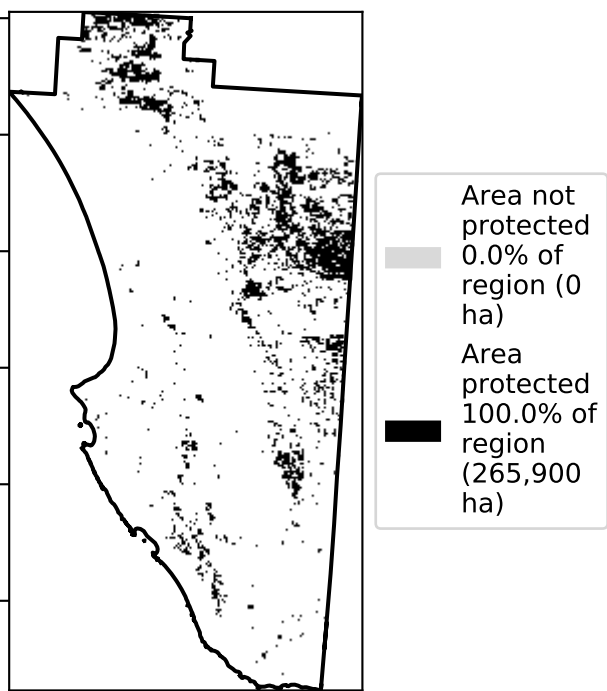 Area not
protected
0.0% of
region (0
ha)
Area
protected
100.0% of
region
(265,900
ha)